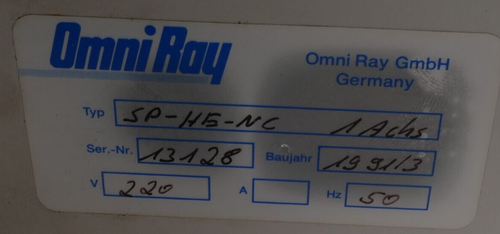 Omni Ray
Omni Ray GmbH
Germany
Typ SP-H5-NC 1 Achs
Ser.-Nr. 13128 Baujahr 1991/3
V 220 A Hz 50